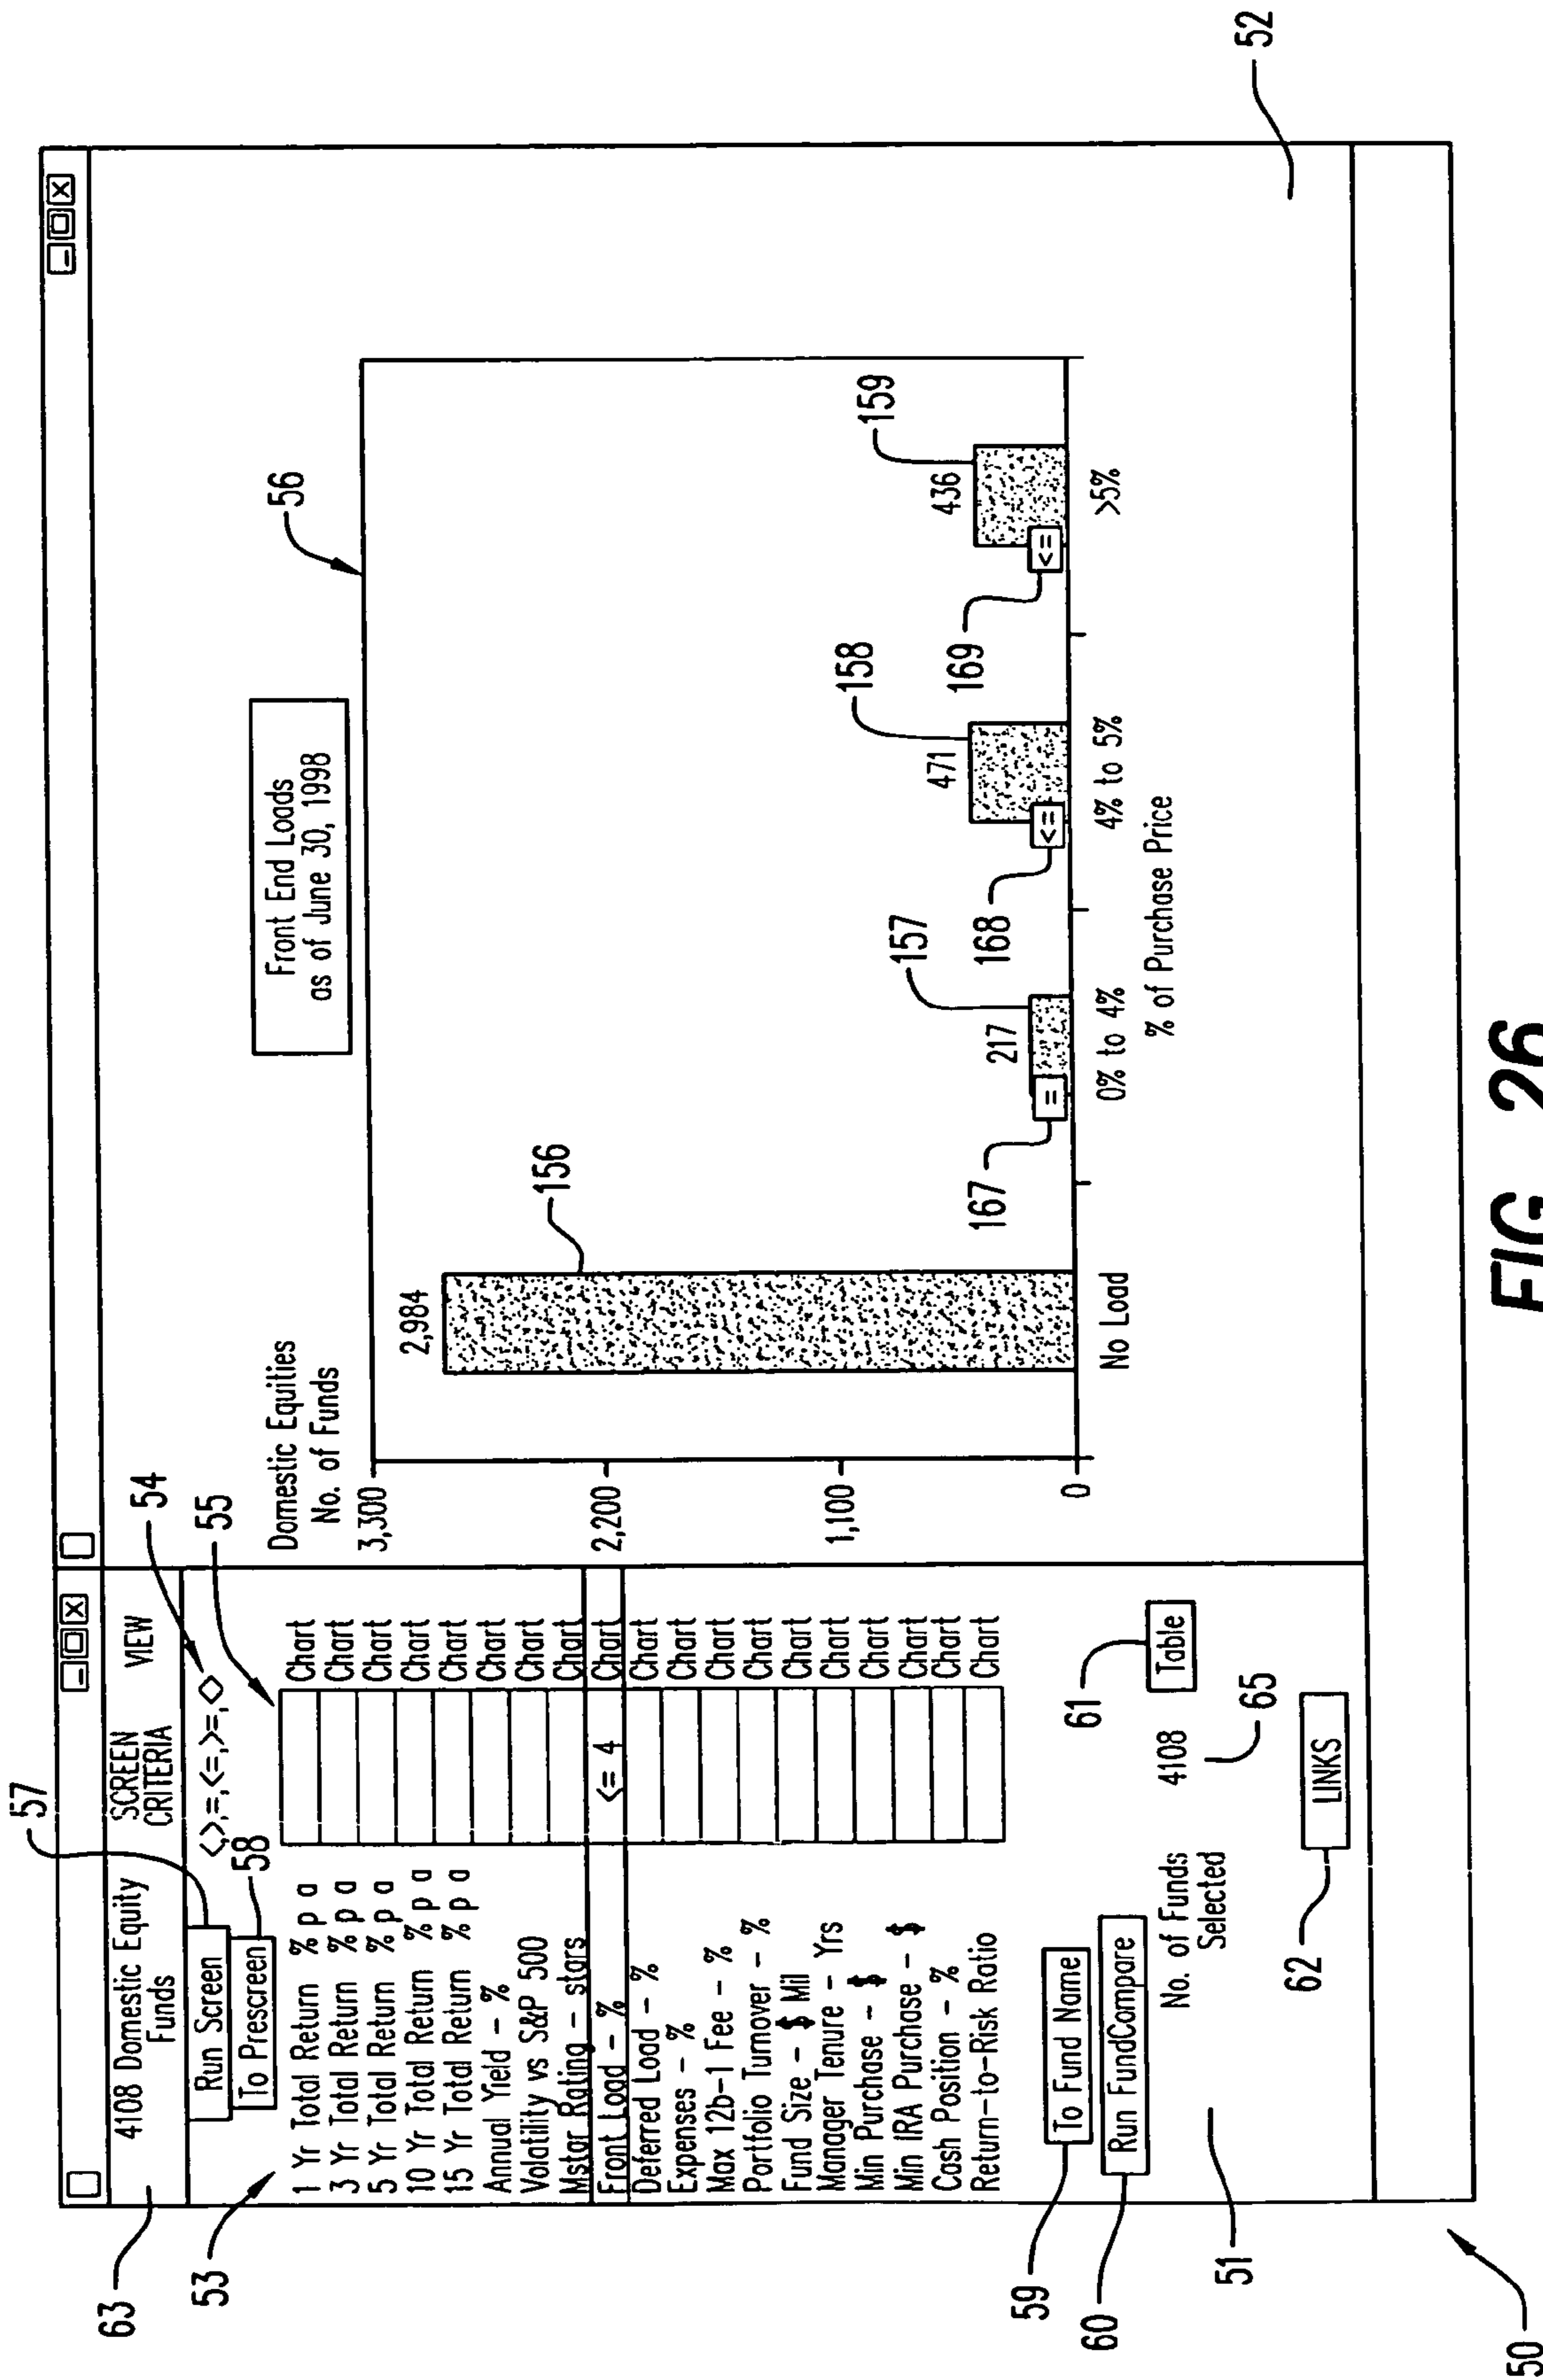 63
57
54
55
4108 Domestic Equity
Funds
SCREEN
CRITERIA
VIEW
Run Screen
To Prescreen
58
<,>,=,<=,>=,<>
53
1 Yr Total Return % p a Chart
3 Yr Total Return % p a Chart
5 Yr Total Return % p a Chart
10 Yr Total Return % p a Chart
15 Yr Total Return % p a Chart
Annual Yield - % Chart
Volatility vs S&P 500 Chart
Mstar Rating - stars Chart
Front Load - % <= 4 Chart
Deferred Load - % Chart
Expenses - % Chart
Max 12b-1 Fee - % Chart
Portfolio Turnover - % Chart
Fund Size - $ Mil Chart
Manager Tenure - Yrs Chart
Min Purchase - $ Chart
Min IRA Purchase - $ Chart
Cash Position - % Chart
Return-to-Risk Ratio Chart
59
To Fund Name
60
Run FundCompare
61
Table
No. of Funds
Selected
4108
65
51
62
LINKS
50
Front End Loads
as of June 30, 1998
56
Domestic Equities
No. of Funds
3,300
2,200
1,100
0
2,984
156
217
157
167
=
471
158
168
<=
436
159
169
<=
No Load
0% to 4%
4% to 5%
>5%
% of Purchase Price
52
FIG. 26